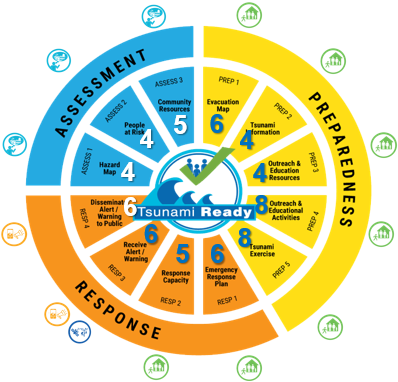 ASSESSMENT
ASSESS 1
Hazard
Map
4
ASSESS 2
People
at Risk
4
ASSESS 3
Community
Resources
5
PREPAREDNESS
PREP 1
Evacuation
Map
6
PREP 2
Tsunami
Information
4
PREP 3
Outreach &
Education
Resources
4
PREP 4
Outreach &
Educational
Activities
8
PREP 5
Tsunami
Exercise
8
RESPONSE
RESP 1
Emergency
Response
Plan
6
RESP 2
Response
Capacity
5
RESP 3
Receive
Alert /
Warning
6
RESP 4
Disseminate
Alert /
Warning
to Public
6
Tsunami Ready